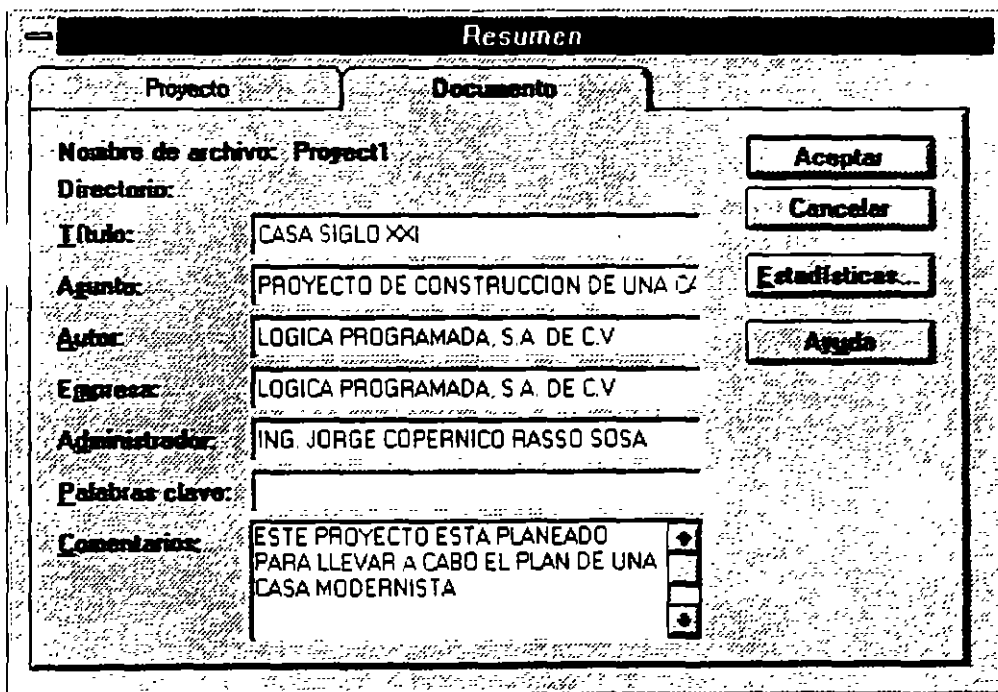 Resumen
Proyecto Documento
Nombre de archivo: Proyect1
Directorio:
Título: CASA SIGLO XXI
Asunto: PROYECTO DE CONSTRUCCION DE UNA CA
Autor: LOGICA PROGRAMADA, S.A. DE C.V
Empresa: LOGICA PROGRAMADA, S.A. DE C.V
Administrador: ING. JORGE COPERNICO RASSO SOSA
Palabras clave:
Comentarios: ESTE PROYECTO ESTA PLANEADO
PARA LLEVAR A CABO EL PLAN DE UNA
CASA MODERNISTA
Aceptar
Cancelar
Estadísticas...
Ayuda